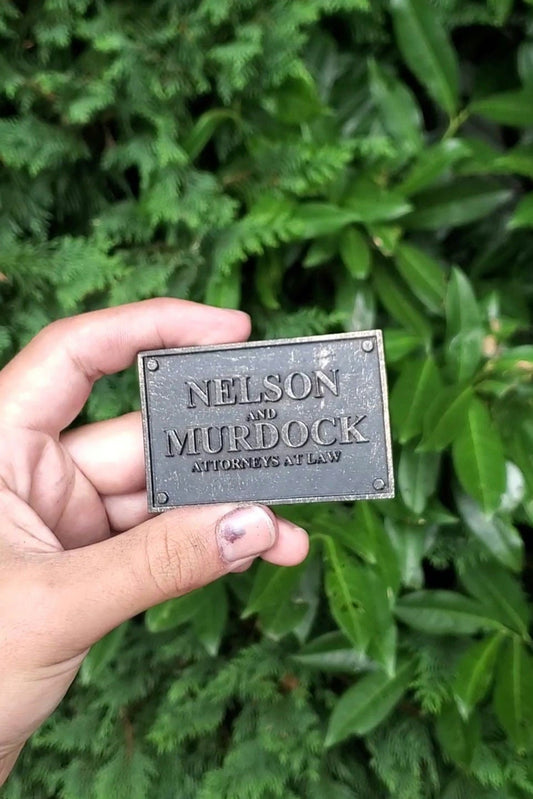 NELSON
AND
MURDOCK
ATTORNEYS AT LAW